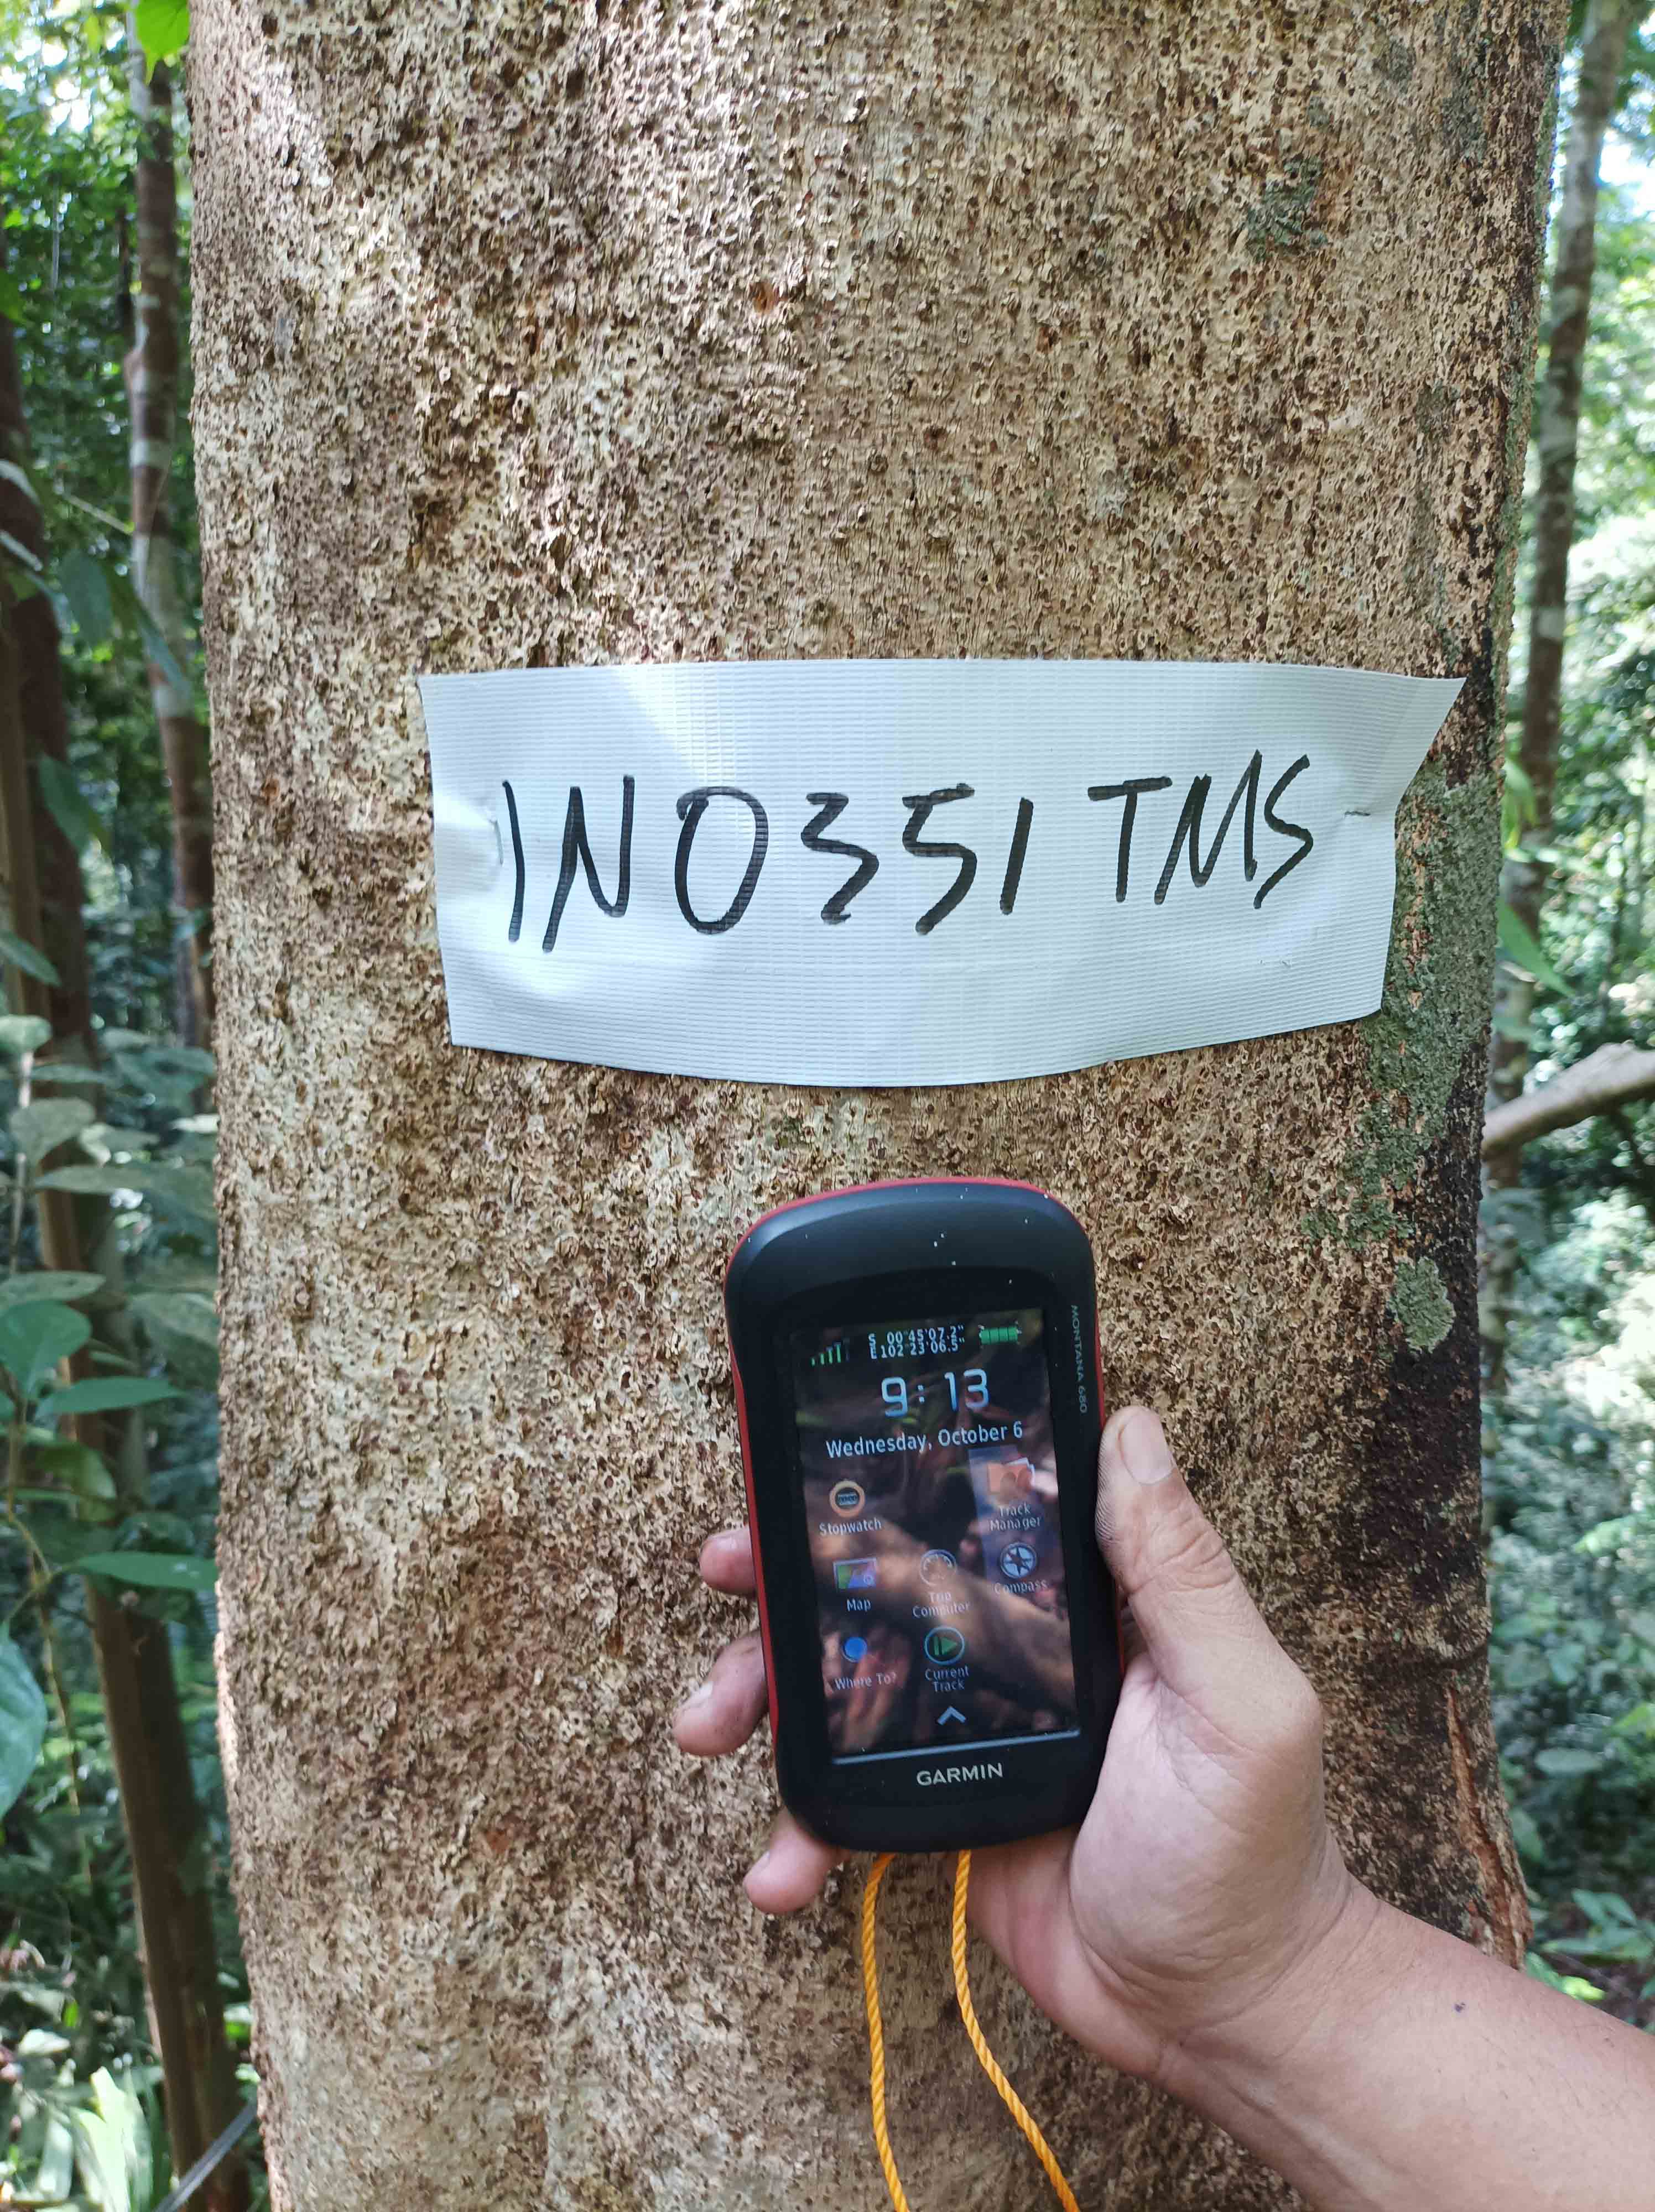 INO351 TMS
S 00°45'07.2"
E102°23'06.5"
9:13
Wednesday, October 6
Stopwatch
Track Manager
Map
Trip Computer
Compass
Where To?
Current Track
GARMIN
MONTANA 680